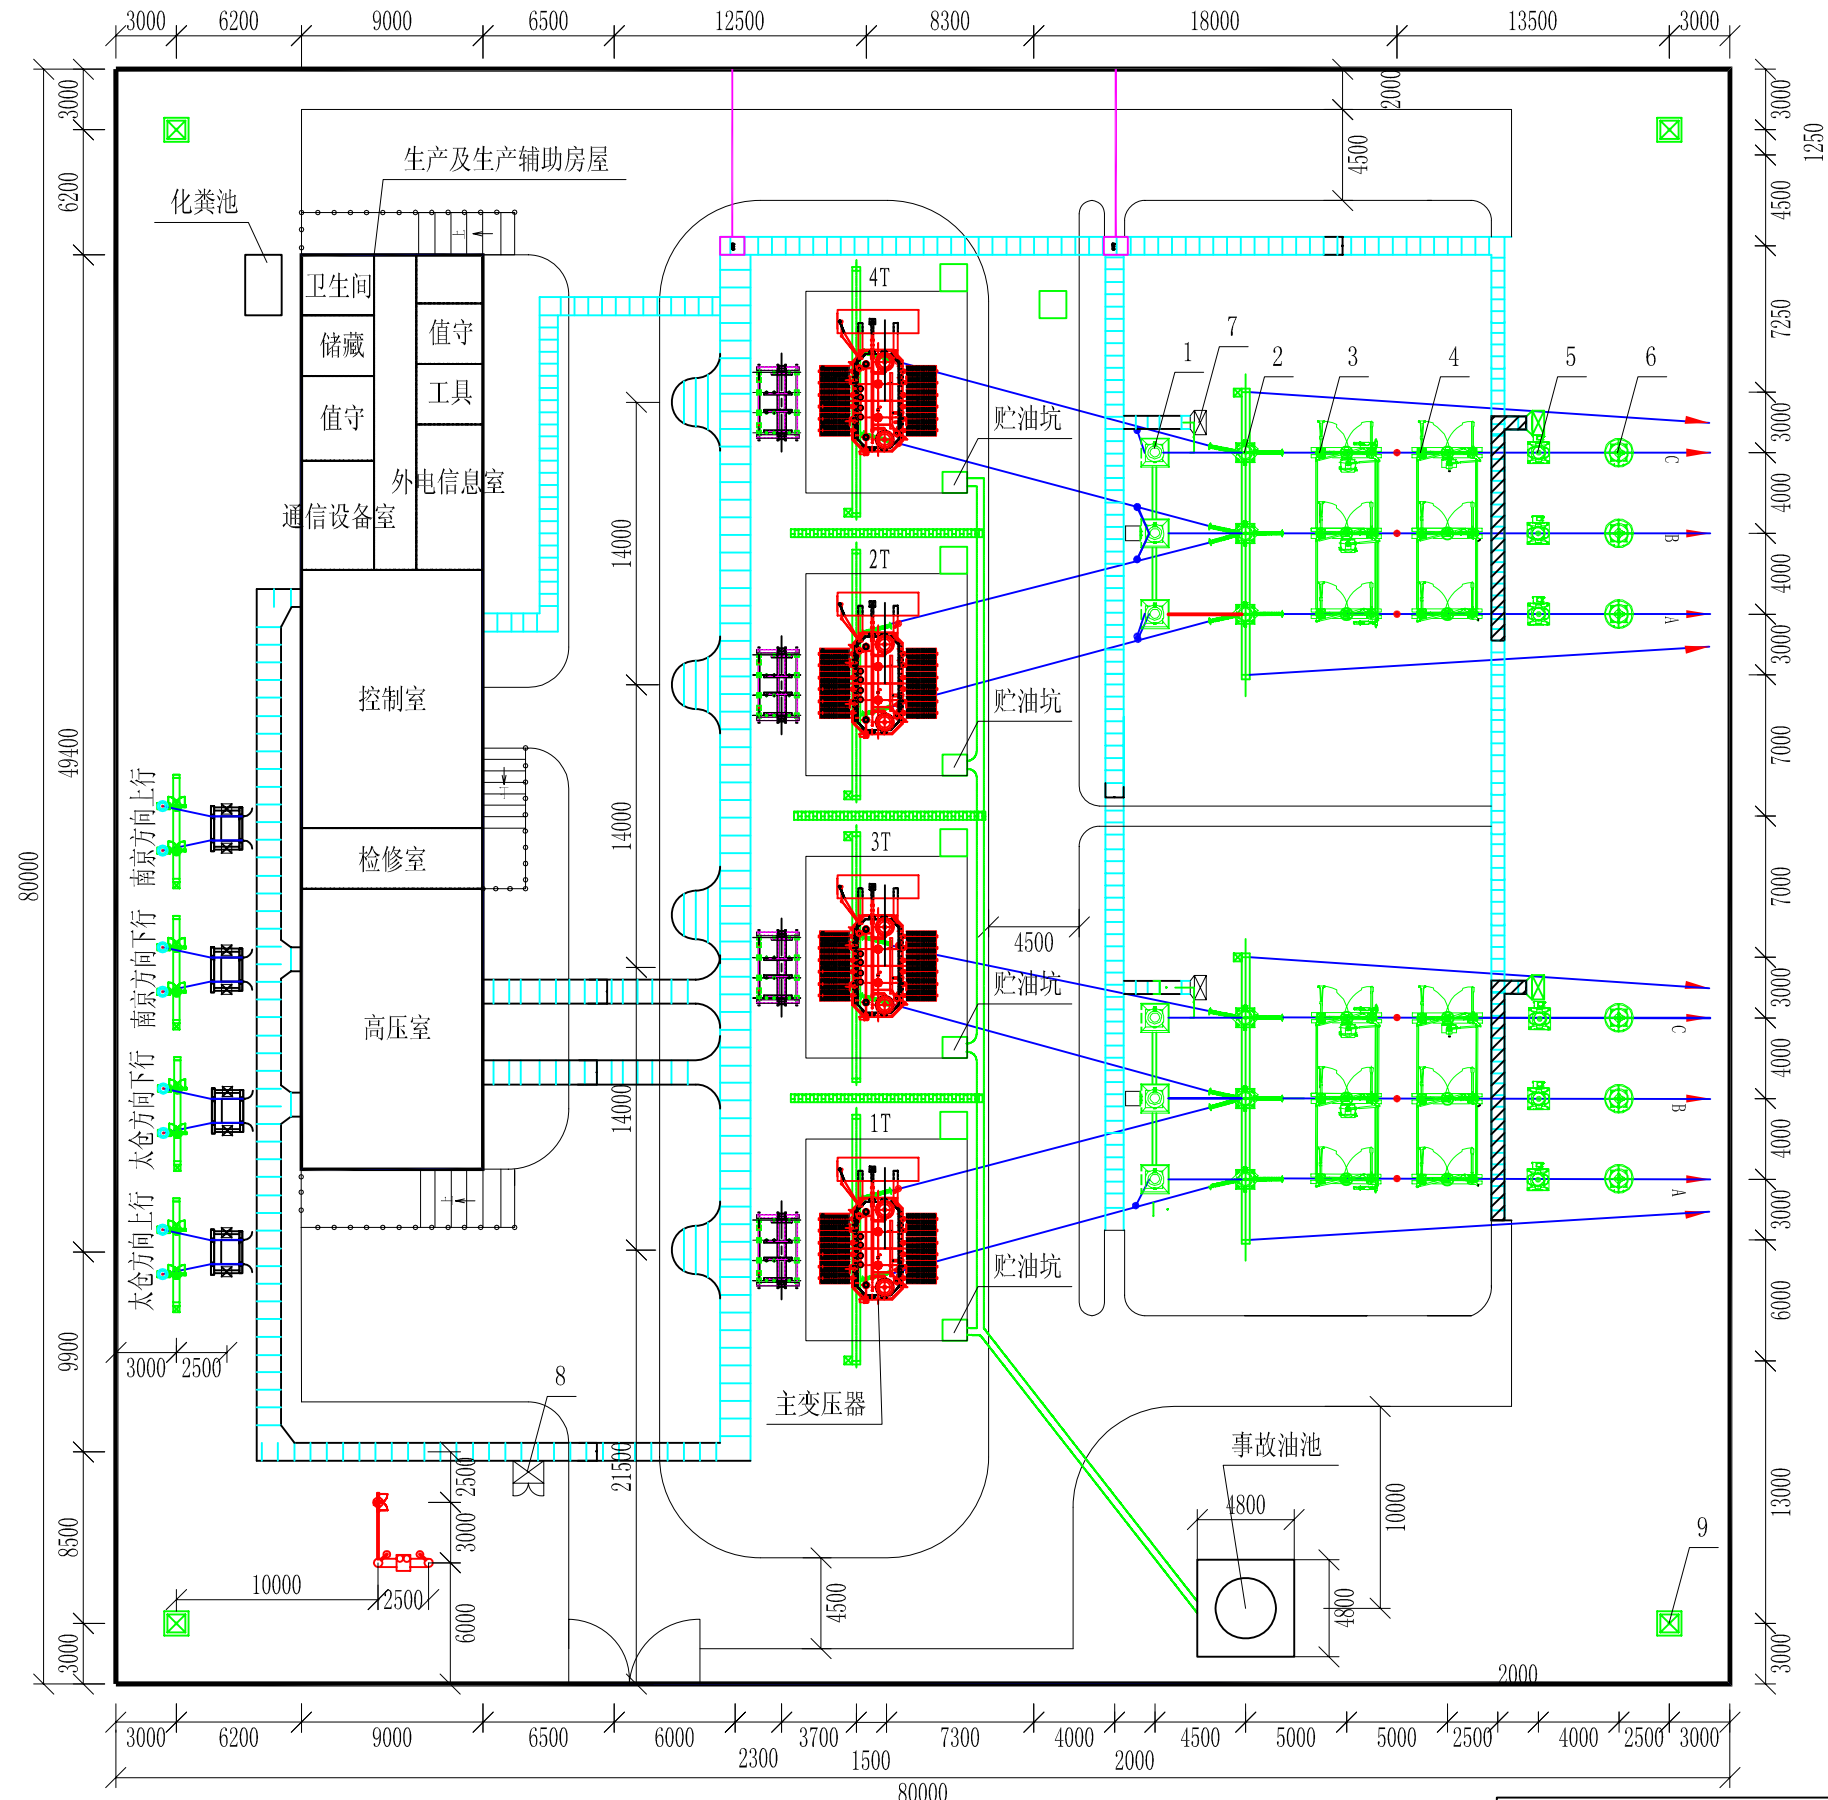 3000 6200 9000 6500 12500 8300 18000 13500 3000
3000
2000
3000
1250
生产及生产辅助房屋
4500
化粪池
6200
4500
上
卫生间
4T
7250
储藏
值守
7
1
2
3
4
5
6
值守
工具
贮油坑
3000
C
外电信息室
通信设备室
4000
14000
B
2T
4000
A
3000
控制室
贮油坑
49400
7000
南京方向上行
上
3T
14000
检修室
80000
7000
南京方向下行
4500
贮油坑
3000
高压室
C
4000
太仓方向下行
14000
1T
B
4000
A
太仓方向上行
上
3000
贮油坑
6000
9900
3000 2500
8
主变压器
事故油池
2500
21500
4800
10000
13000
8500
3000
9
10000
2500
6000
4500
4800
3000
2000
3000
3000 6200 9000 6500 6000 3700 7300 4000 4500 5000 5000 2500 4000 2500 3000
2300 1500 2000
80000